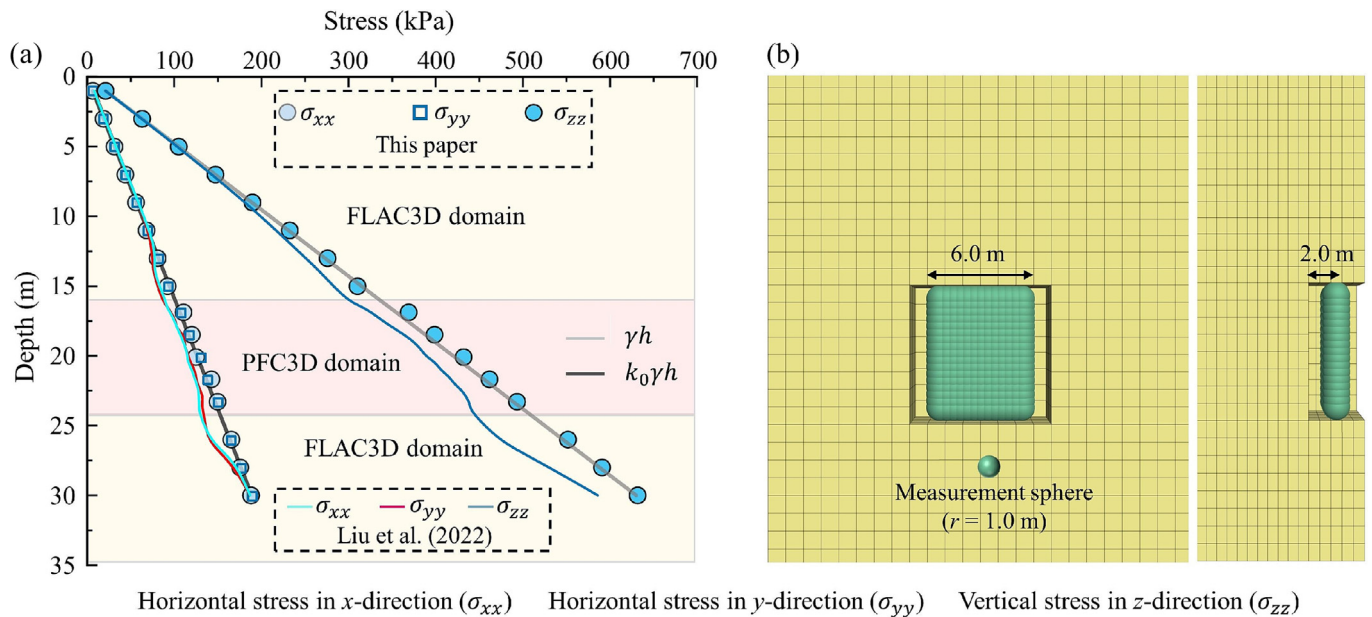 (a)
Stress (kPa)
0 100 200 300 400 500 600 700
Depth (m)
0
5
10
15
20
25
30
35
σxx σyy σzz
This paper
FLAC3D domain
PFC3D domain
γh
k0γh
FLAC3D domain
σxx σyy σzz
Liu et al. (2022)
(b)
6.0 m
2.0 m
Measurement sphere
(r = 1.0 m)
Horizontal stress in x-direction (σxx) Horizontal stress in y-direction (σyy) Vertical stress in z-direction (σzz)